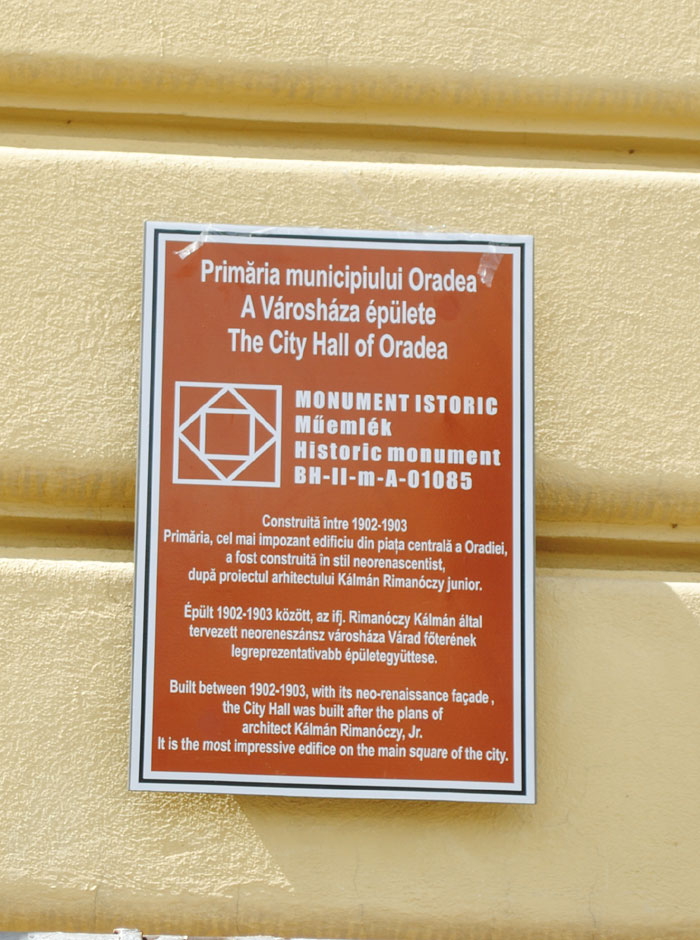 Primăria municipiului Oradea
A Városháza épülete
The City Hall of Oradea
MONUMENT ISTORIC
Műemlék
Historic monument
BH-II-m-A-01085
Construită între 1902-1903
Primăria, cel mai impozant edificiu din piața centrală a Oradiei,
a fost construită în stil neorenascentist,
după proiectul arhitectului Kálmán Rimanóczy junior.
Épült 1902-1903 között, az ifj. Rimanóczy Kálmán által
tervezett neoreneszánsz városháza Várad főterének
legreprezentativabb épületegyüttese.
Built between 1902-1903, with its neo-renaissance façade,
the City Hall was built after the plans of
architect Kálmán Rimanóczy, Jr.
It is the most impressive edifice on the main square of the city.